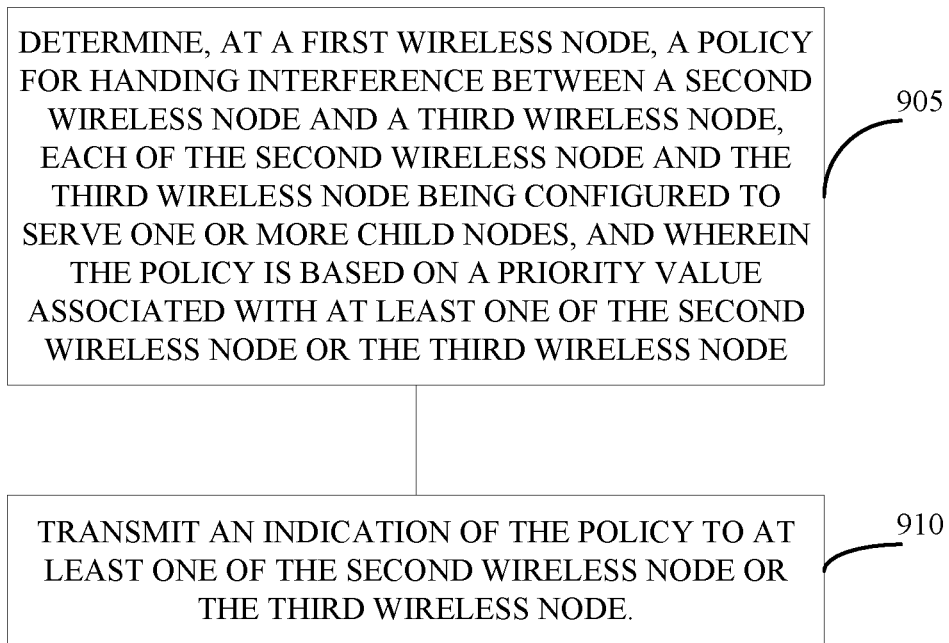 DETERMINE, AT A FIRST WIRELESS NODE, A POLICY
FOR HANDING INTERFERENCE BETWEEN A SECOND
WIRELESS NODE AND A THIRD WIRELESS NODE,
EACH OF THE SECOND WIRELESS NODE AND THE
THIRD WIRELESS NODE BEING CONFIGURED TO
SERVE ONE OR MORE CHILD NODES, AND WHEREIN
THE POLICY IS BASED ON A PRIORITY VALUE
ASSOCIATED WITH AT LEAST ONE OF THE SECOND
WIRELESS NODE OR THE THIRD WIRELESS NODE
905
TRANSMIT AN INDICATION OF THE POLICY TO AT
LEAST ONE OF THE SECOND WIRELESS NODE OR
THE THIRD WIRELESS NODE.
910